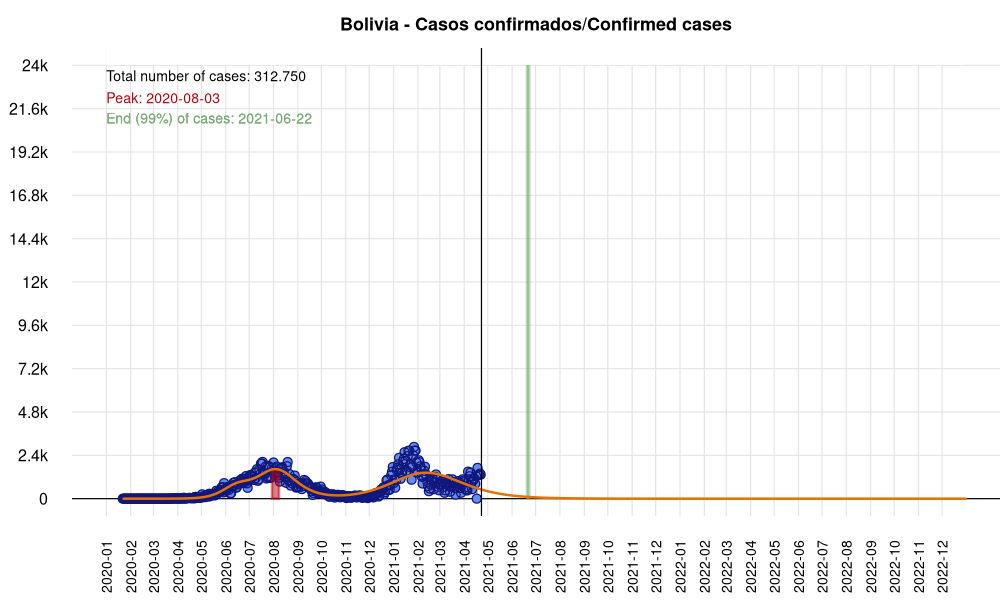 Bolivia - Casos confirmados/Confirmed cases
Total number of cases: 312.750
Peak: 2020-08-03
End (99%) of cases: 2021-06-22
24k
21.6k
19.2k
16.8k
14.4k
12k
9.6k
7.2k
4.8k
2.4k
0
2020-01
2020-02
2020-03
2020-04
2020-05
2020-06
2020-07
2020-08
2020-09
2020-10
2020-11
2020-12
2021-01
2021-02
2021-03
2021-04
2021-05
2021-06
2021-07
2021-08
2021-09
2021-10
2021-11
2021-12
2022-01
2022-02
2022-03
2022-04
2022-05
2022-06
2022-07
2022-08
2022-09
2022-10
2022-11
2022-12